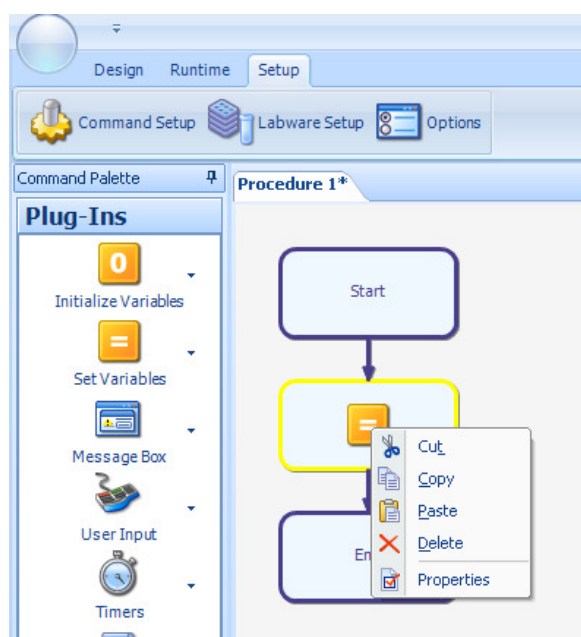 Design Runtime Setup
Command Setup Labware Setup Options
Command Palette
Procedure 1*
Plug-Ins
0
Initialize Variables
=
Set Variables
Message Box
User Input
Timers
Start
=
Cut
Copy
Paste
Delete
Properties